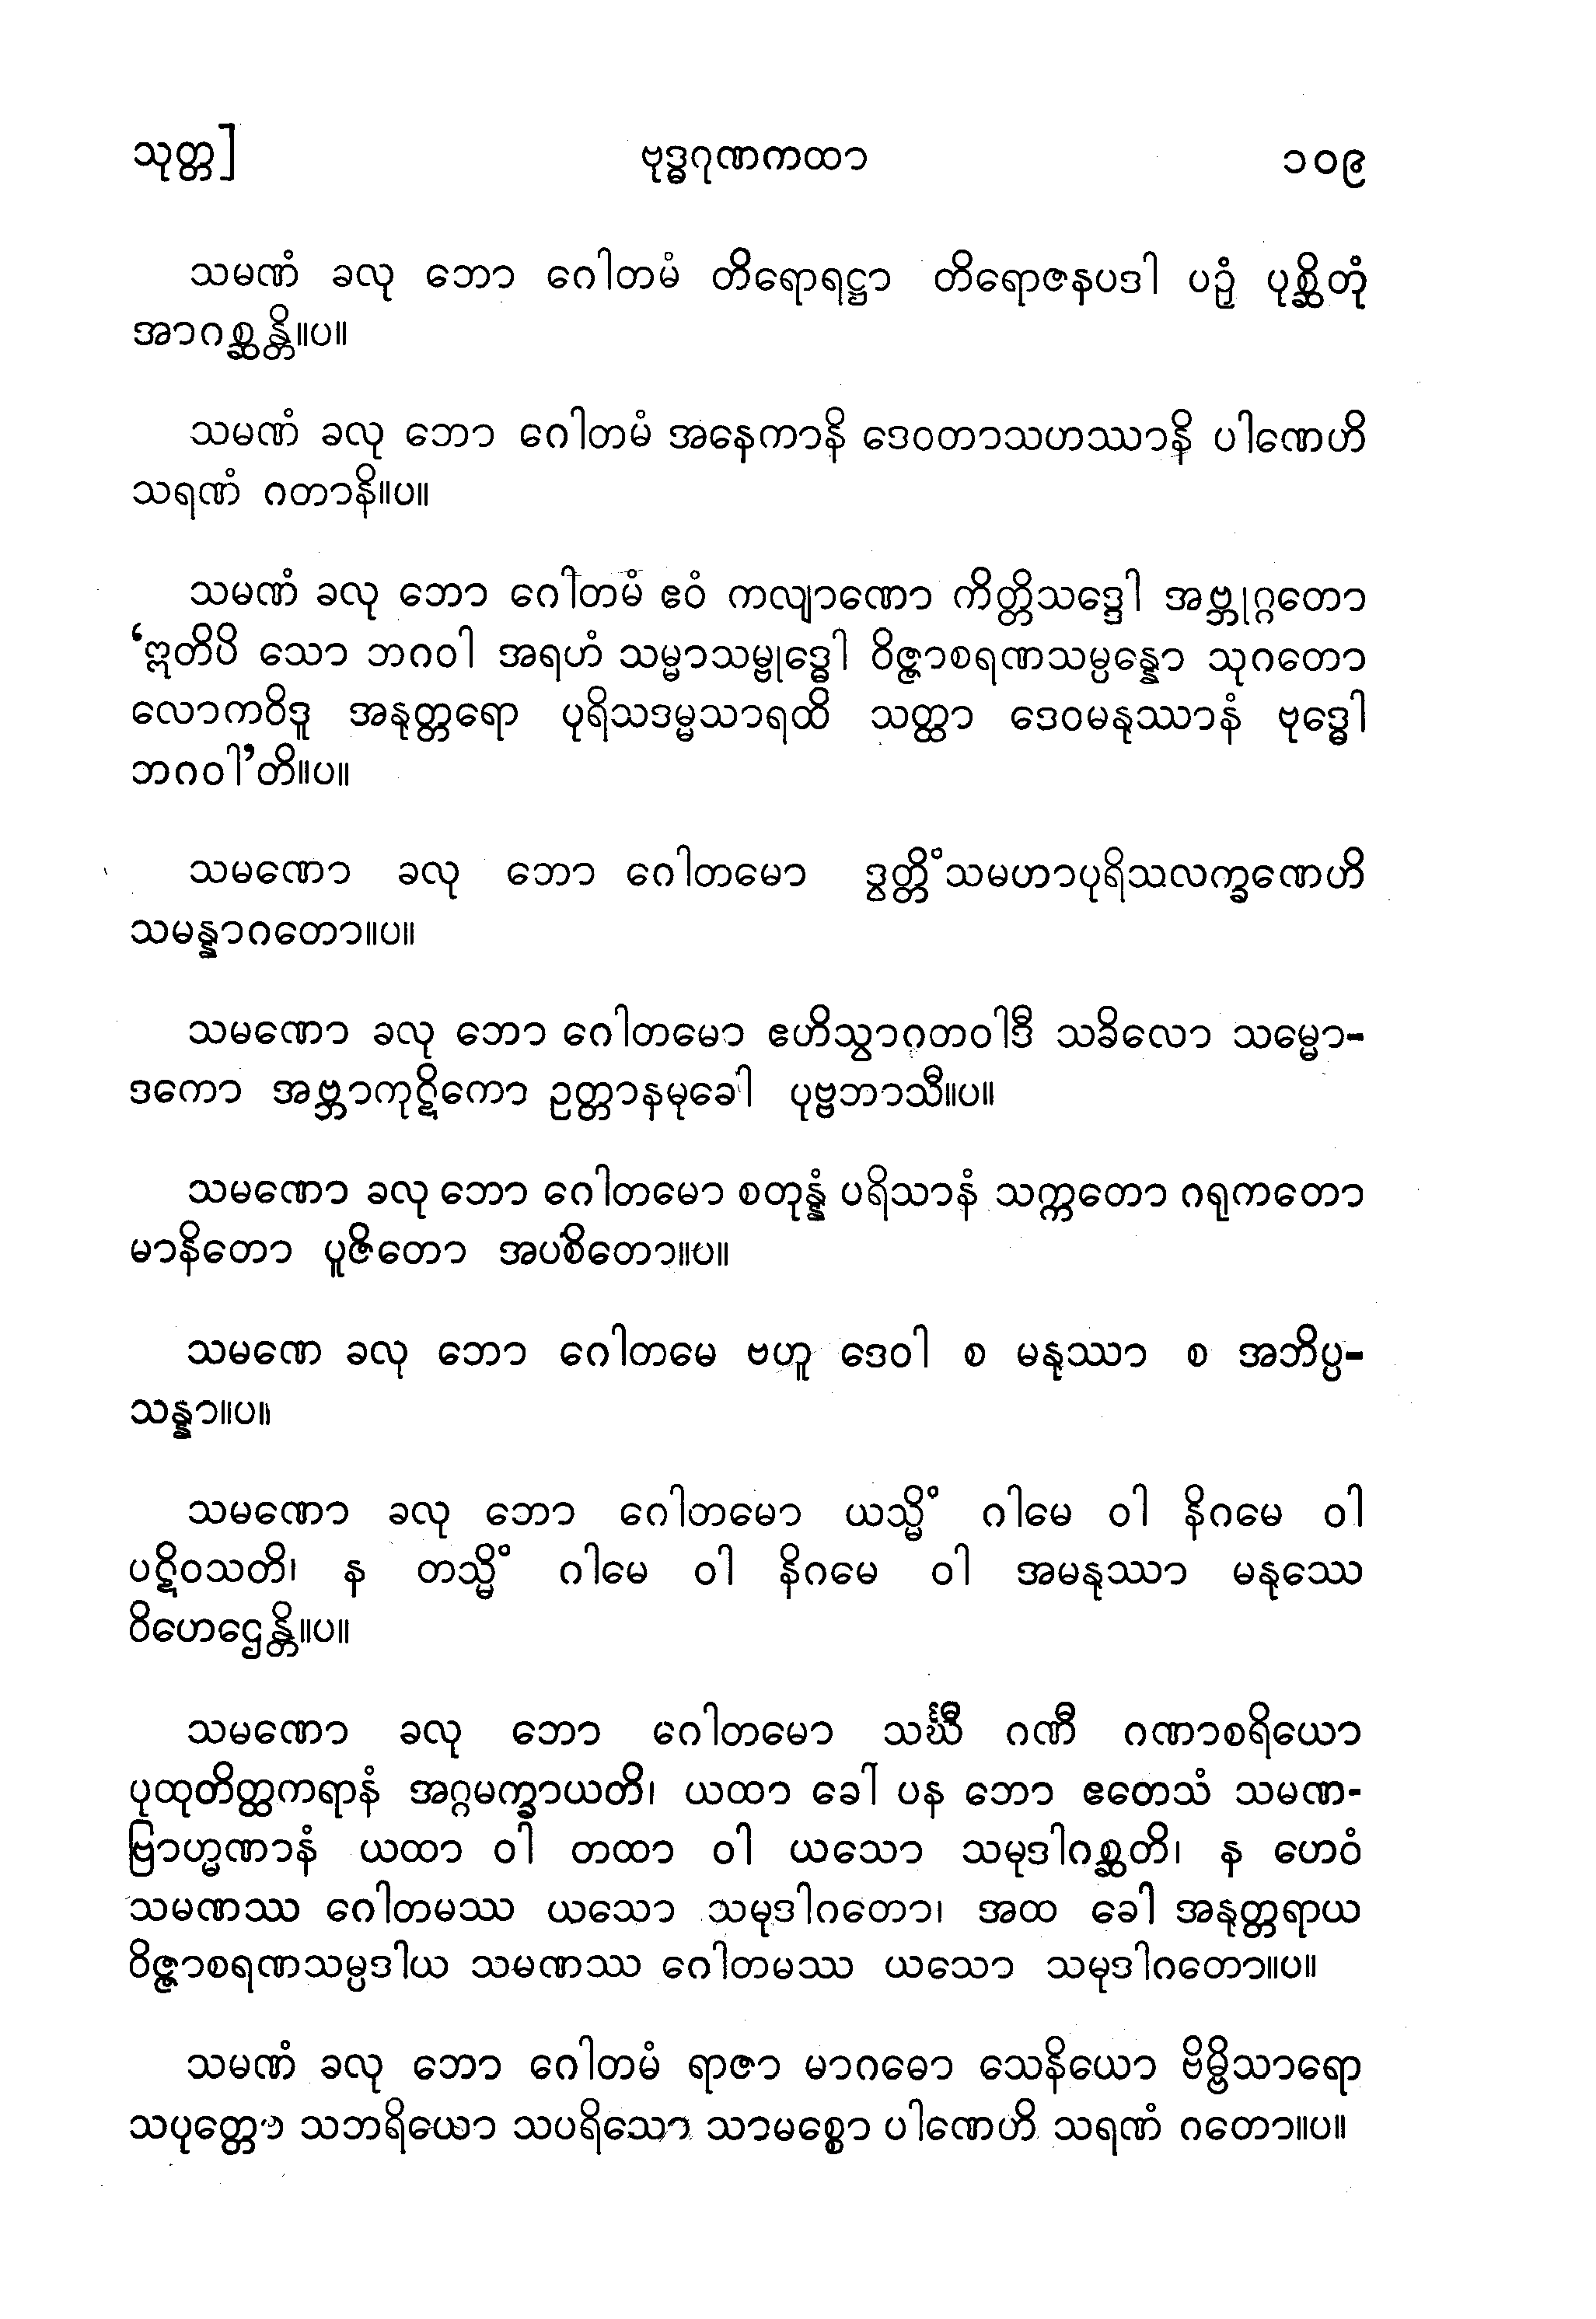 သုတ္တ] ဗုဒ္ဓဂုဏကထာ ၁၀၉
သမဏံ ခလု ဘော ဂေါတမံ တိရောရဋ္ဌာ တိရောဇနပဒါ ပဉှံ ပုစ္ဆိတုံ
အာဂစ္ဆန္တိ။ပ။
သမဏံ ခလု ဘော ဂေါတမံ အနေကာနိ ဒေဝတာသဟဿာနိ ပါဏေဟိ
သရဏံ ဂတာနိ။ပ။
သမဏံ ခလု ဘော ဂေါတမံ ဧဝံ ကလျာဏော ကိတ္တိသဒ္ဒေါ အဗ္ဘုဂ္ဂတော
‘ဣတိပိ သော ဘဂဝါ အရဟံ သမ္မာသမ္ဗုဒ္ဓေါ ဝိဇ္ဇာစရဏသမ္ပန္နော သုဂတော
လောကဝိဒူ အနုတ္တရော ပုရိသဒမ္မသာရထိ သတ္ထာ ဒေဝမနုဿာနံ ဗုဒ္ဓေါ
ဘဂဝါ’တိ။ပ။
သမဏော ခလု ဘော ဂေါတမော ဒွတ္တိံသမဟာပုရိသလက္ခဏေဟိ
သမန္နာဂတော။ပ။
သမဏော ခလု ဘော ဂေါတမော ဧဟိသွာဂတဝါဒီ သခိလော သမ္မော-
ဒကော အဗ္ဘာကုဋိကော ဥတ္တာနမုခေါ ပုဗ္ဗဘာသီ။ပ။
သမဏော ခလု ဘော ဂေါတမော စတုန္နံ ပရိသာနံ သက္ကတော ဂရုကတော
မာနိတော ပူဇိတော အပစိတော။ပ။
သမဏေ ခလု ဘော ဂေါတမေ ဗဟူ ဒေဝါ စ မနုဿာ စ အဘိပ္ပ-
သန္နာ။ပ။
သမဏော ခလု ဘော ဂေါတမော ယသ္မိံ ဂါမေ ဝါ နိဂမေ ဝါ
ပဋိဝသတိ၊ န တသ္မိံ ဂါမေ ဝါ နိဂမေ ဝါ အမနုဿာ မနုဿေ
ဝိဟေဌေန္တိ။ပ။
သမဏော ခလု ဘော ဂေါတမော သင်္ဃီ ဂဏီ ဂဏာစရိယော
ပုထုတိတ္ထကရာနံ အဂ္ဂမက္ခာယတိ၊ ယထာ ခေါ ပန ဘော ဧတေသံ သမဏ-
ဗြာဟ္မဏာနံ ယထာ ဝါ တထာ ဝါ ယသော သမုဒါဂစ္ဆတိ၊ န ဟေဝံ
သမဏဿ ဂေါတမဿ ယသော သမုဒါဂတော၊ အထ ခေါ အနုတ္တရာယ
ဝိဇ္ဇာစရဏသမ္ပဒါယ သမဏဿ ဂေါတမဿ ယသော သမုဒါဂတော။ပ။
သမဏံ ခလု ဘော ဂေါတမံ ရာဇာ မာဂဓော သေနိယော ဗိမ္ဗိသာရော
သပုတ္တော သဘရိယော သပရိသော သာမစ္စော ပါဏေဟိ သရဏံ ဂတော။ပ။